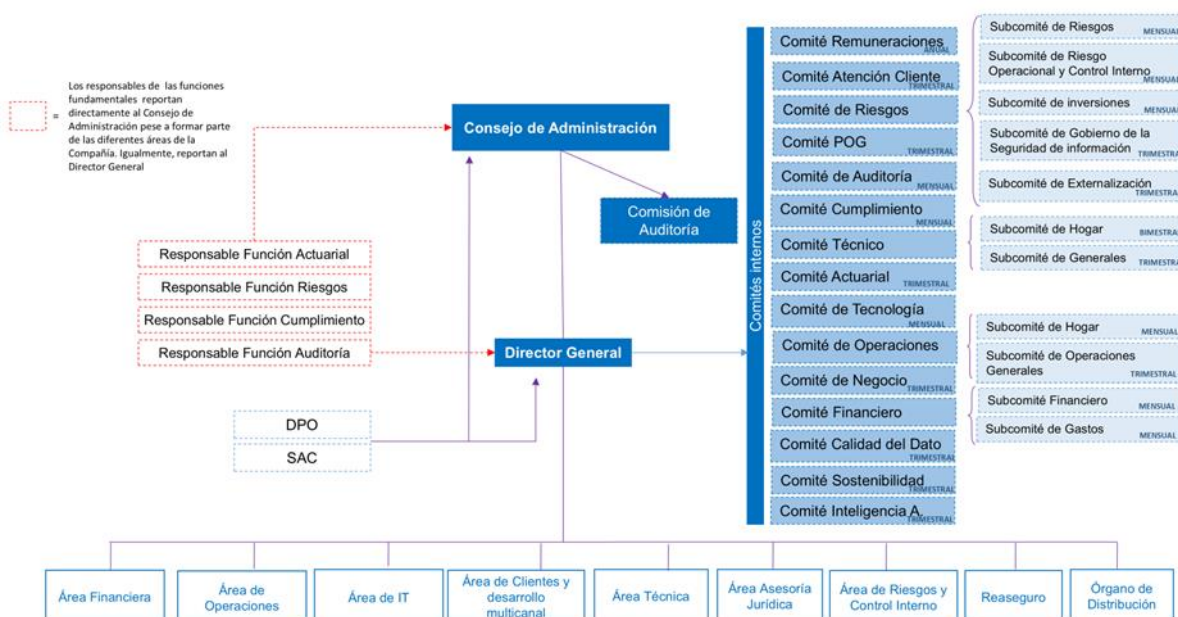 =
Los responsables de las funciones
fundamentales reportan
directamente al Consejo de
Administración pese a formar parte
de las diferentes áreas de la
Compañía. Igualmente, reportan al
Director General
Consejo de Administración
Comisión de
Auditoría
Responsable Función Actuarial
Responsable Función Riesgos
Responsable Función Cumplimiento
Responsable Función Auditoría
Director General
DPO
SAC
Comités internos
Comité Remuneraciones
ANUAL
Comité Atención Cliente
TRIMESTRAL
Comité de Riesgos
Comité POG
TRIMESTRAL
Comité de Auditoría
MENSUAL
Comité Cumplimiento
MENSUAL
Comité Técnico
Comité Actuarial
TRIMESTRAL
Comité de Tecnología
MENSUAL
Comité de Operaciones
Comité de Negocio
TRIMESTRAL
Comité Financiero
Comité Calidad del Dato
TRIMESTRAL
Comité Sostenibilidad
TRIMESTRAL
Comité Inteligencia A.
TRIMESTRAL
Subcomité de Riesgos
MENSUAL
Subcomité de Riesgo
Operacional y Control Interno
MENSUAL
Subcomité de inversiones
MENSUAL
Subcomité de Gobierno de la
Seguridad de información
TRIMESTRAL
Subcomité de Externalización
TRIMESTRAL
Subcomité de Hogar
BIMESTRAL
Subcomité de Generales
TRIMESTRAL
Subcomité de Hogar
MENSUAL
Subcomité de Operaciones
Generales
TRIMESTRAL
Subcomité Financiero
MENSUAL
Subcomité de Gastos
MENSUAL
Área Financiera
Área de
Operaciones
Área de IT
Área de Clientes y
desarrollo
multicanal
Área Técnica
Área Asesoría
Jurídica
Área de Riesgos y
Control Interno
Reaseguro
Órgano de
Distribución